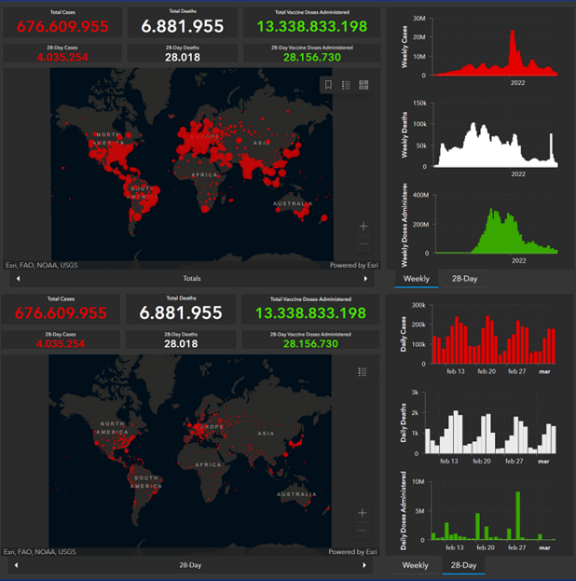 Total Cases
676.609.955
Total Deaths
6.881.955
Total Vaccine Doses Administered
13.338.833.198
28-Day Cases
4.035.254
28-Day Deaths
28.018
28-Day Vaccine Doses Administered
28.156.730
NORTH
AMERICA
EUROPE
ASIA
AFRICA
SOUTH
AMERICA
AUSTRALIA
Esri, FAO, NOAA, USGS
Powered by Esri
Totals
Weekly Cases
30M
20M
10M
0
2022
Weekly Deaths
150k
100k
50k
0
2022
Weekly Doses Administere
400M
200M
0
2022
Weekly
28-Day
Total Cases
676.609.955
Total Deaths
6.881.955
Total Vaccine Doses Administered
13.338.833.198
28-Day Cases
4.035.254
28-Day Deaths
28.018
28-Day Vaccine Doses Administered
28.156.730
NORTH
AMERICA
EUROPE
ASIA
AFRICA
SOUTH
AMERICA
AUSTRALIA
Esri, FAO, NOAA, USGS
Powered by Esri
28-Day
Daily Cases
300k
200k
100k
0
feb 13 feb 20 feb 27 mar
Daily Deaths
3k
2k
1k
0
feb 13 feb 20 feb 27 mar
Daily Doses Administered
10M
5M
0
feb 13 feb 20 feb 27 mar
Weekly
28-Day